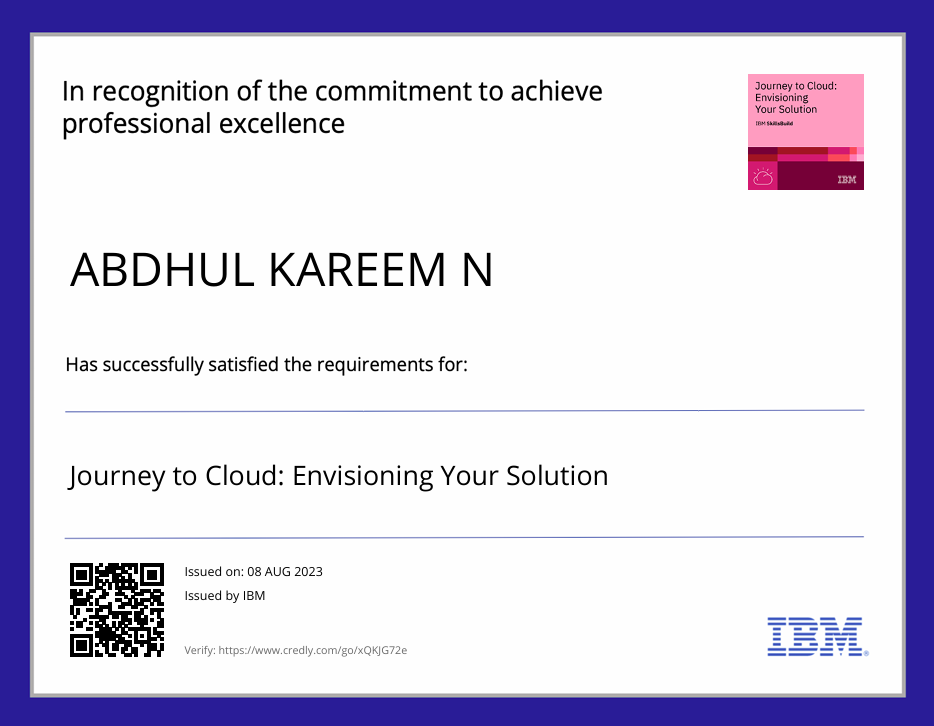 In recognition of the commitment to achieve
professional excellence
Journey to Cloud:
Envisioning
Your Solution
IBM SkillsBuild
IBM
ABDHUL KAREEM N
Has successfully satisfied the requirements for:
Journey to Cloud: Envisioning Your Solution
Issued on: 08 AUG 2023
Issued by IBM
Verify: https://www.credly.com/go/xQKJG72e
IBM®